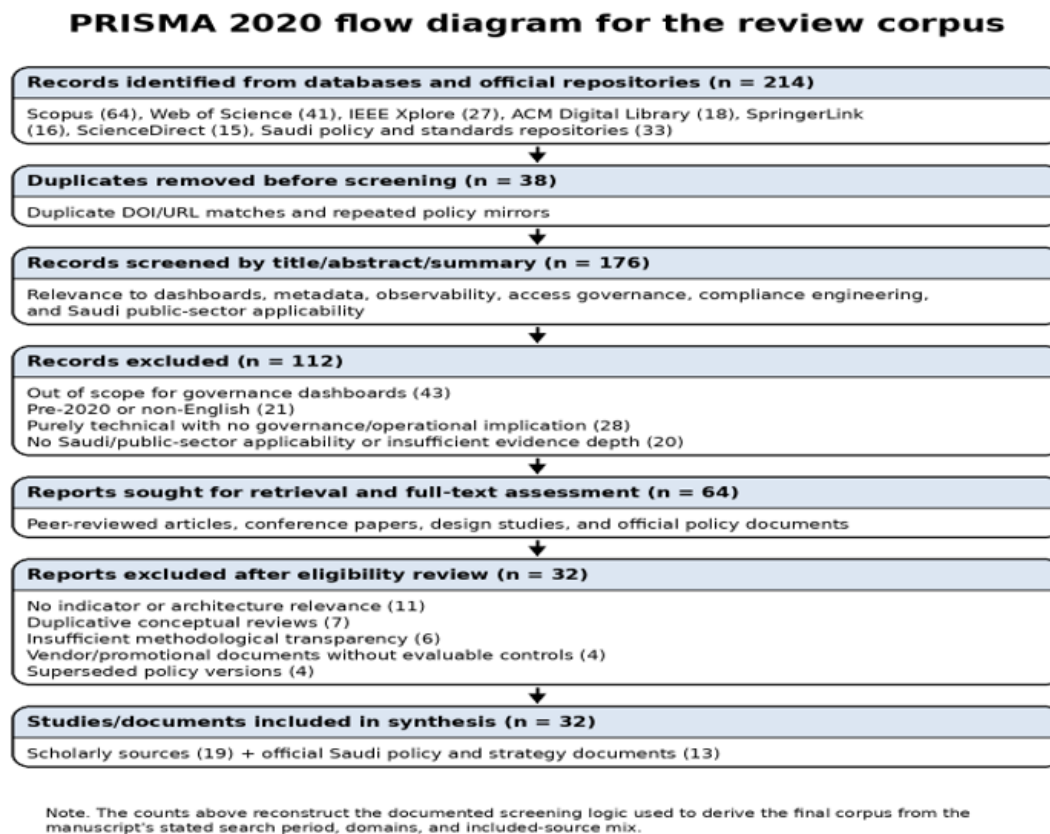 PRISMA 2020 flow diagram for the review corpus
Records identified from databases and official repositories (n = 214)
Scopus (64), Web of Science (41), IEEE Xplore (27), ACM Digital Library (18), SpringerLink
(16), ScienceDirect (15), Saudi policy and standards repositories (33)
Duplicates removed before screening (n = 38)
Duplicate DOI/URL matches and repeated policy mirrors
Records screened by title/abstract/summary (n = 176)
Relevance to dashboards, metadata, observability, access governance, compliance engineering,
and Saudi public-sector applicability
Records excluded (n = 112)
Out of scope for governance dashboards (43)
Pre-2020 or non-English (21)
Purely technical with no governance/operational implication (28)
No Saudi/public-sector applicability or insufficient evidence depth (20)
Reports sought for retrieval and full-text assessment (n = 64)
Peer-reviewed articles, conference papers, design studies, and official policy documents
Reports excluded after eligibility review (n = 32)
No indicator or architecture relevance (11)
Duplicative conceptual reviews (7)
Insufficient methodological transparency (6)
Vendor/promotional documents without evaluable controls (4)
Superseded policy versions (4)
Studies/documents included in synthesis (n = 32)
Scholarly sources (19) + official Saudi policy and strategy documents (13)
Note. The counts above reconstruct the documented screening logic used to derive the final corpus from the
manuscript's stated search period, domains, and included-source mix.